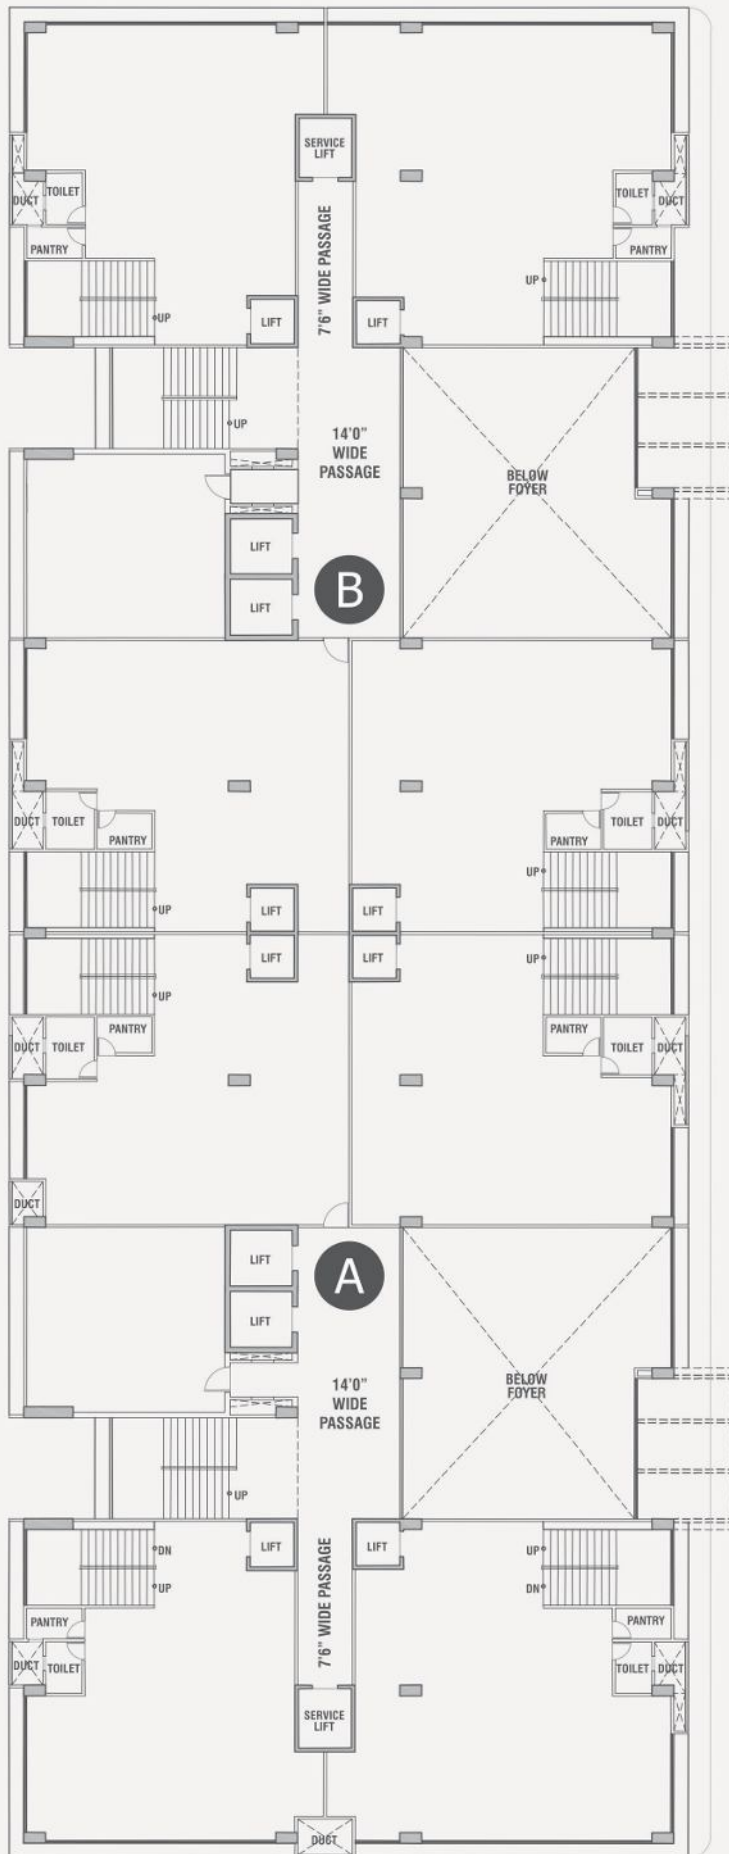 SERVICE
LIFT
TOILET
DUCT
PANTRY
TOILET
DUCT
PANTRY
7'6" WIDE PASSAGE
UP
UP
LIFT
LIFT
UP
14'0"
WIDE
PASSAGE
BELOW
FOYER
LIFT
LIFT
B
DUCT
TOILET
PANTRY
PANTRY
TOILET
DUCT
UP
UP
LIFT
LIFT
LIFT
LIFT
UP
UP
DUCT
TOILET
PANTRY
PANTRY
TOILET
DUCT
DUCT
LIFT
A
LIFT
14'0"
WIDE
PASSAGE
BELOW
FOYER
UP
DN
UP
LIFT
LIFT
UP
DN
7'6" WIDE PASSAGE
PANTRY
DUCT
TOILET
PANTRY
TOILET
DUCT
SERVICE
LIFT
DUCT